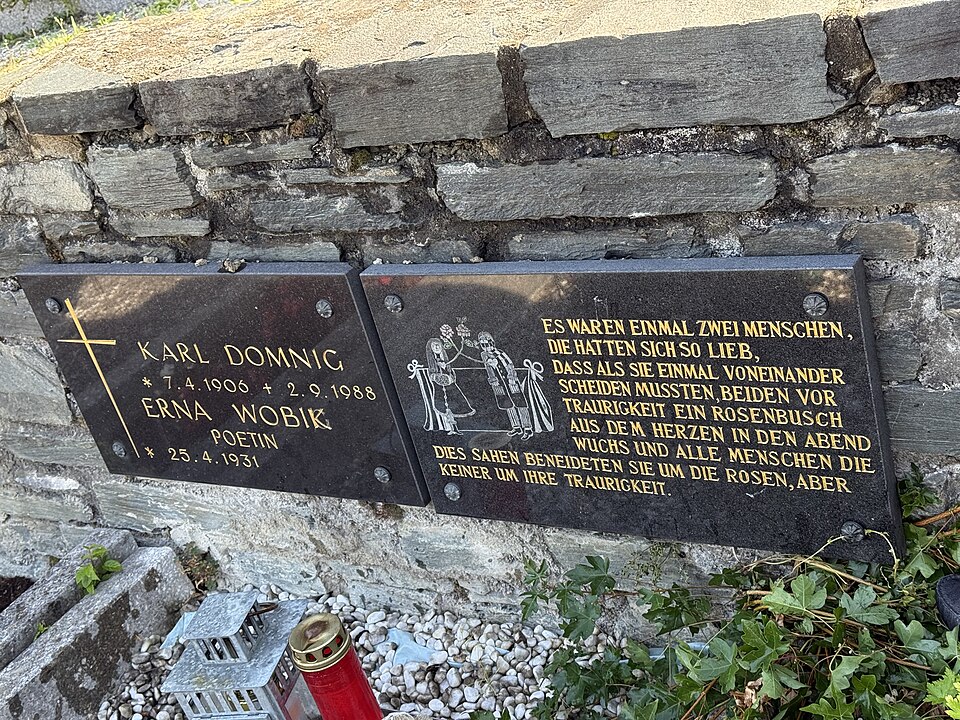 KARL DOMNIG
* 7.4.1906 + 2.9.1988
ERNA WOBIK
POETIN
* 25.4.1931
ES WAREN EINMAL ZWEI MENSCHEN,
DIE HATTEN SICH SO LIEB,
DASS ALS SIE EINMAL VONEINANDER
SCHEIDEN MUSSTEN, BEIDEN VOR
TRAURIGKEIT EIN ROSENBUSCH
AUS DEM HERZEN IN DEN ABEND
WUCHS UND ALLE MENSCHEN DIE
DIES SAHEN BENEIDETEN SIE UM DIE ROSEN, ABER
KEINER UM IHRE TRAURIGKEIT.